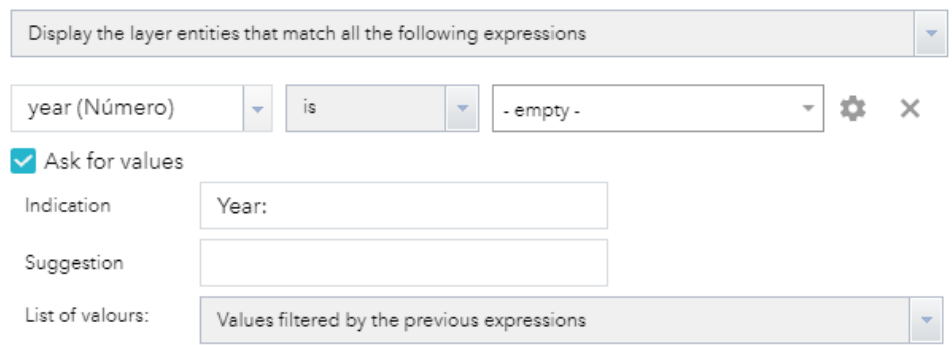 Display the layer entities that match all the following expressions
year (Número) is - empty -
Ask for values
Indication Year:
Suggestion
List of valours: Values filtered by the previous expressions